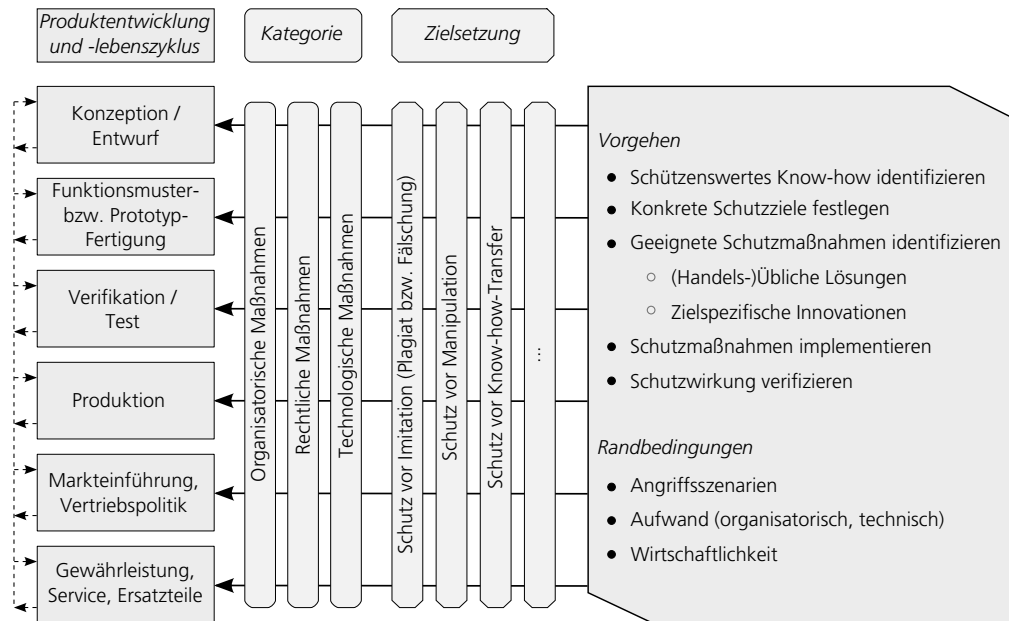 Produktentwicklung
und -lebenszyklus
Kategorie
Zielsetzung
Konzeption /
Entwurf
Funktionsmuster-
bzw. Prototyp-
Fertigung
Verifikation /
Test
Produktion
Markteinführung,
Vertriebspolitik
Gewährleistung,
Service, Ersatzteile
Organisatorische Maßnahmen
Rechtliche Maßnahmen
Technologische Maßnahmen
Schutz vor Imitation (Plagiat bzw. Fälschung)
Schutz vor Manipulation
Schutz vor Know-how-Transfer
...
Vorgehen
• Schützenswertes Know-how identifizieren
• Konkrete Schutzziele festlegen
• Geeignete Schutzmaßnahmen identifizieren
○ (Handels-)Übliche Lösungen
○ Zielspezifische Innovationen
• Schutzmaßnahmen implementieren
• Schutzwirkung verifizieren
Randbedingungen
• Angriffsszenarien
• Aufwand (organisatorisch, technisch)
• Wirtschaftlichkeit